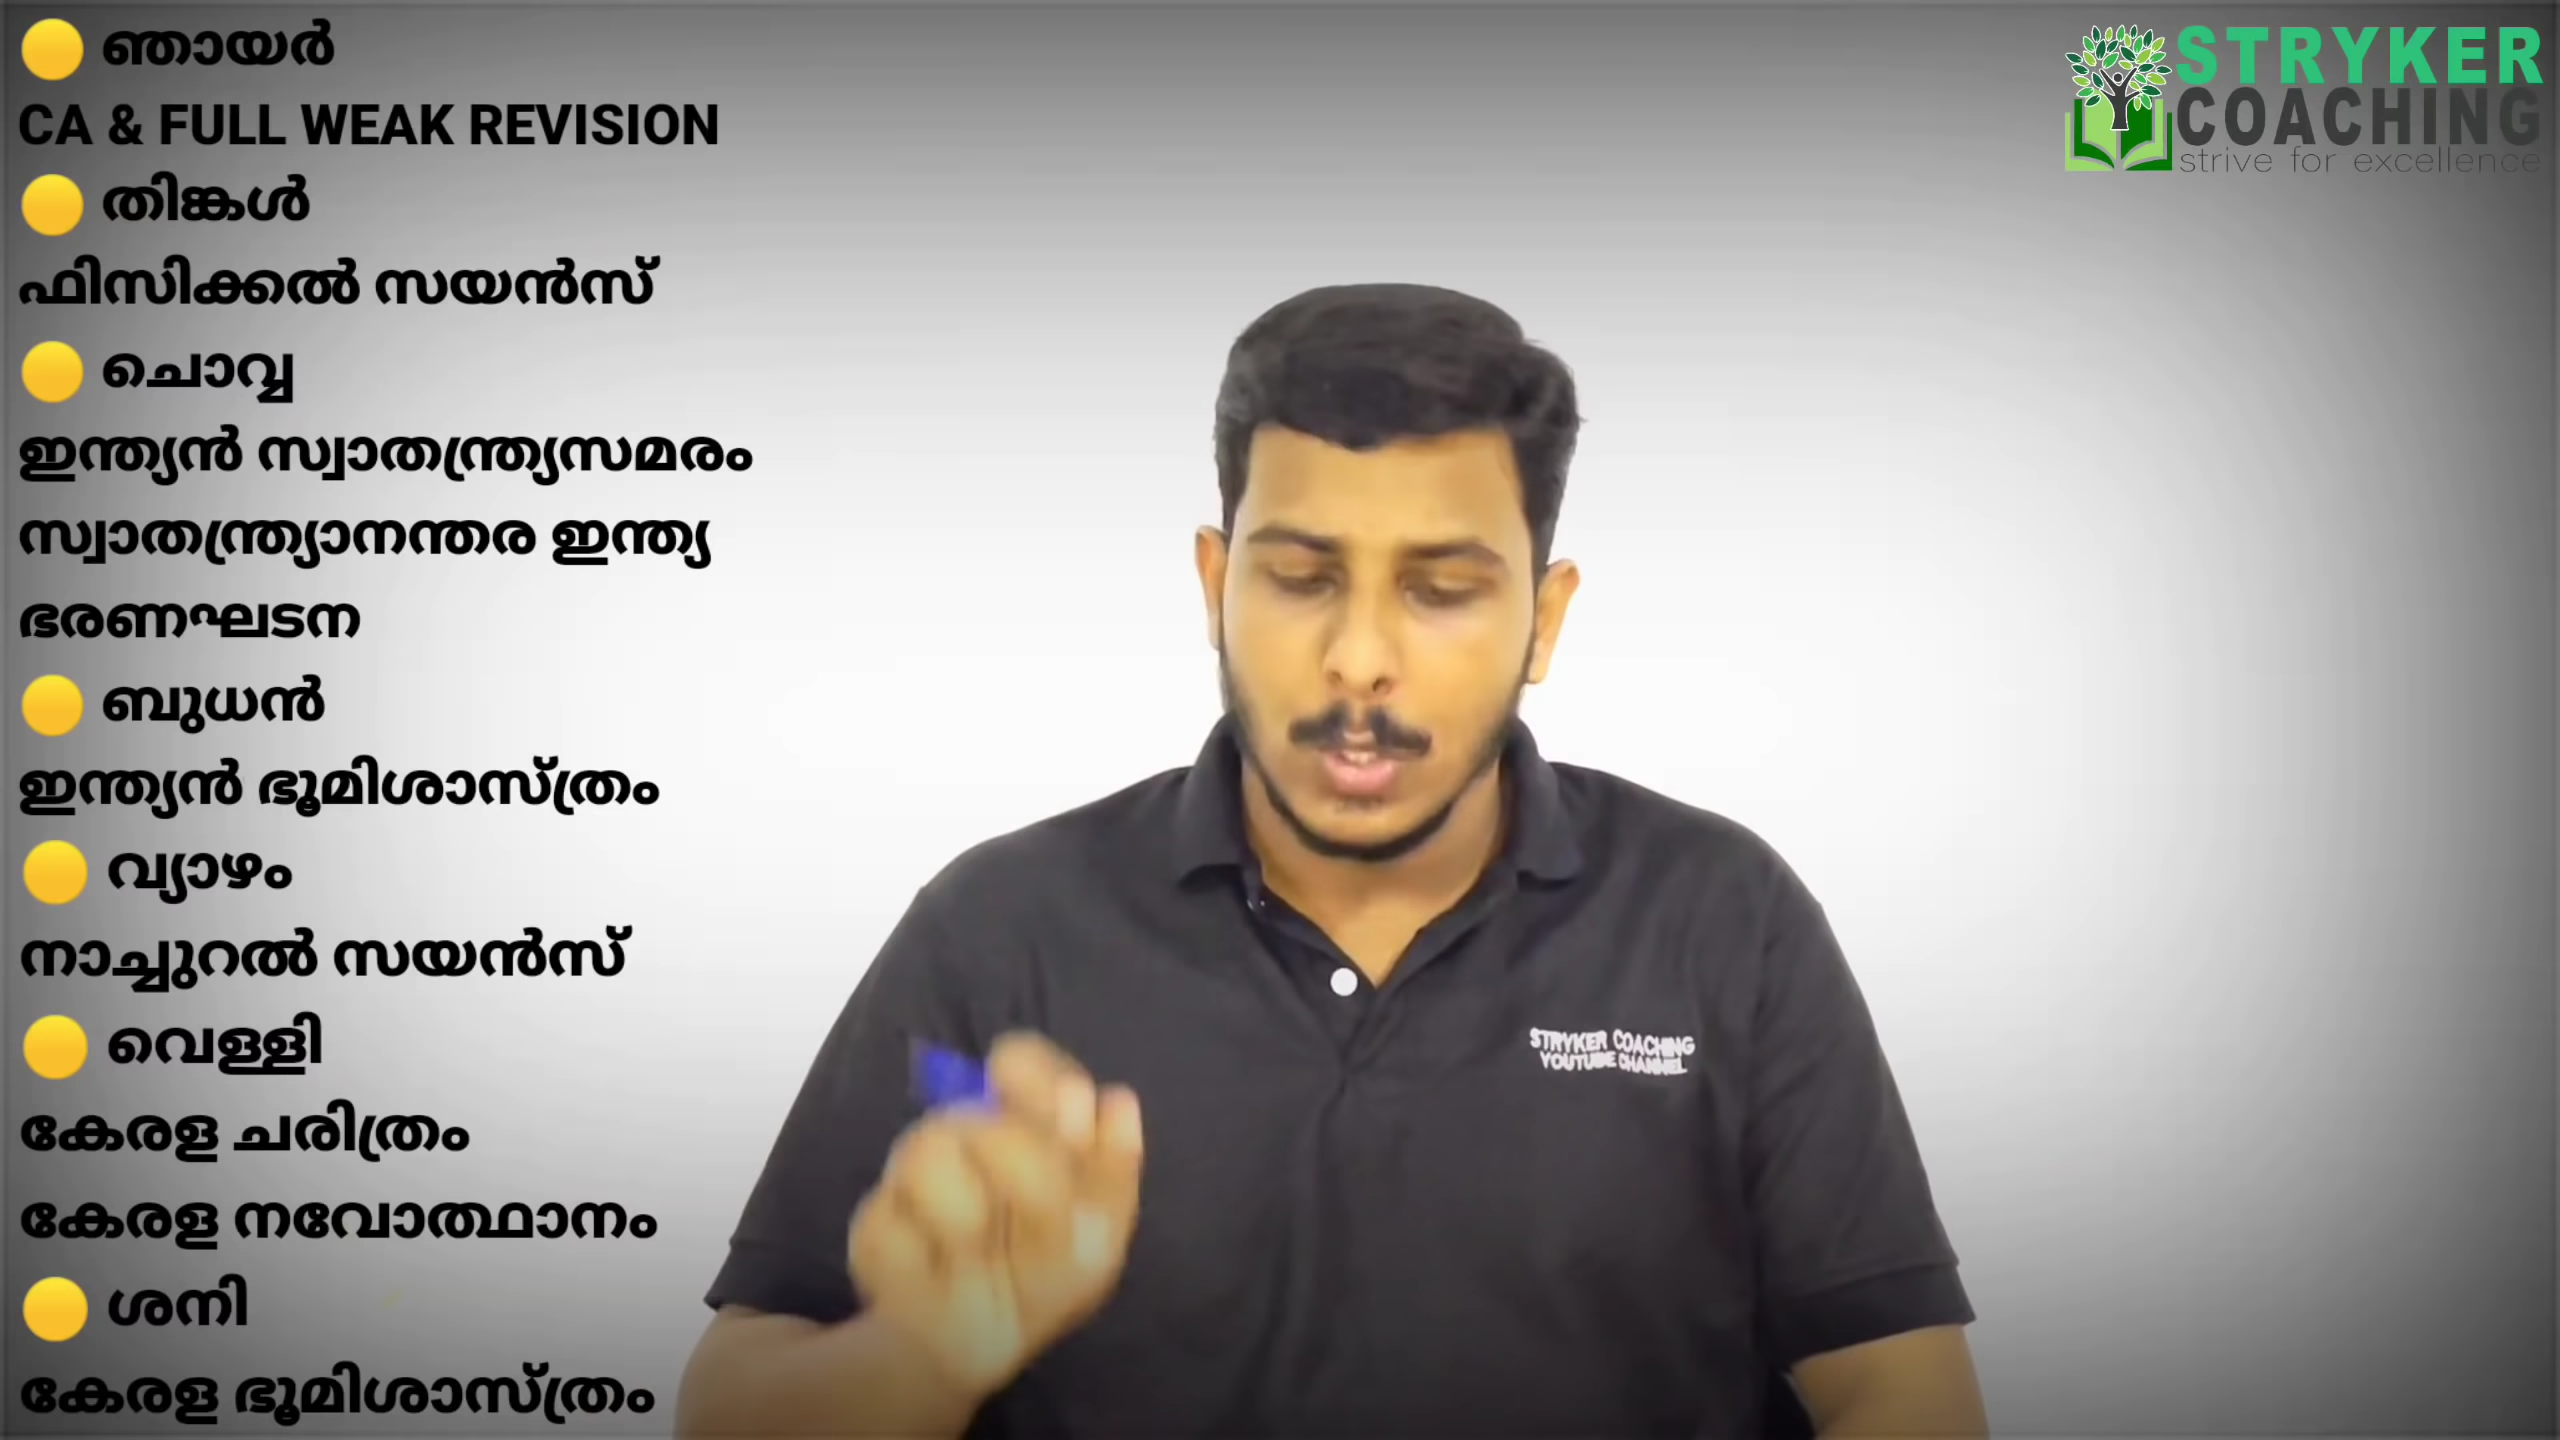 ഞായർ
CA & FULL WEAK REVISION
തിങ്കൾ
ഫിസിക്കൽ സയൻസ്
ചൊവ്വ
ഇന്ത്യൻ സ്വാതന്ത്ര്യസമരം
സ്വാതന്ത്ര്യാനന്തര ഇന്ത്യ
ഭരണഘടന
ബുധൻ
ഇന്ത്യൻ ഭൂമിശാസ്ത്രം
വ്യാഴം
നാച്ചുറൽ സയൻസ്
വെള്ളി
കേരള ചരിത്രം
കേരള നവോത്ഥാനം
ശനി
കേരള ഭൂമിശാസ്ത്രം
STRYKER
COACHING
strive for excellence
STRYKER COACHING
YOUTUBE CHANNEL